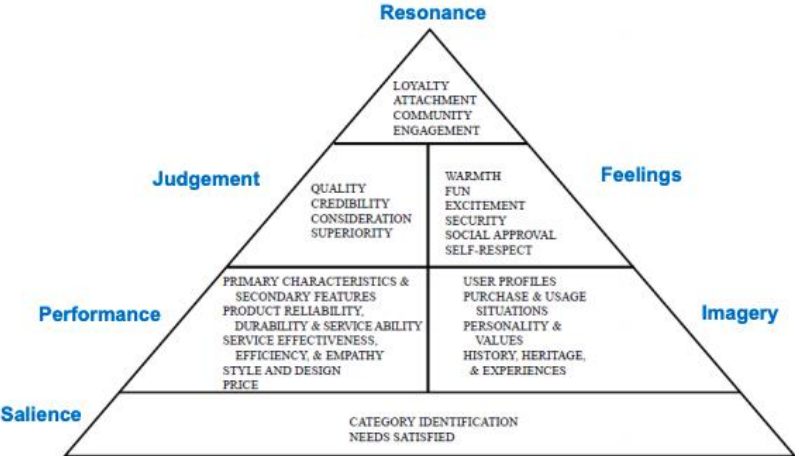 Resonance
LOYALTY
ATTACHMENT
COMMUNITY
ENGAGEMENT
Judgement
Feelings
QUALITY
CREDIBILITY
CONSIDERATION
SUPERIORITY
WARMTH
FUN
EXCITEMENT
SECURITY
SOCIAL APPROVAL
SELF-RESPECT
Performance
Imagery
PRIMARY CHARACTERISTICS &
SECONDARY FEATURES
PRODUCT RELIABILITY,
DURABILITY & SERVICE ABILITY
SERVICE EFFECTIVENESS,
EFFICIENCY, & EMPATHY
STYLE AND DESIGN
PRICE
USER PROFILES
PURCHASE & USAGE
SITUATIONS
PERSONALITY &
VALUES
HISTORY, HERITAGE,
& EXPERIENCES
Salience
CATEGORY IDENTIFICATION
NEEDS SATISFIED